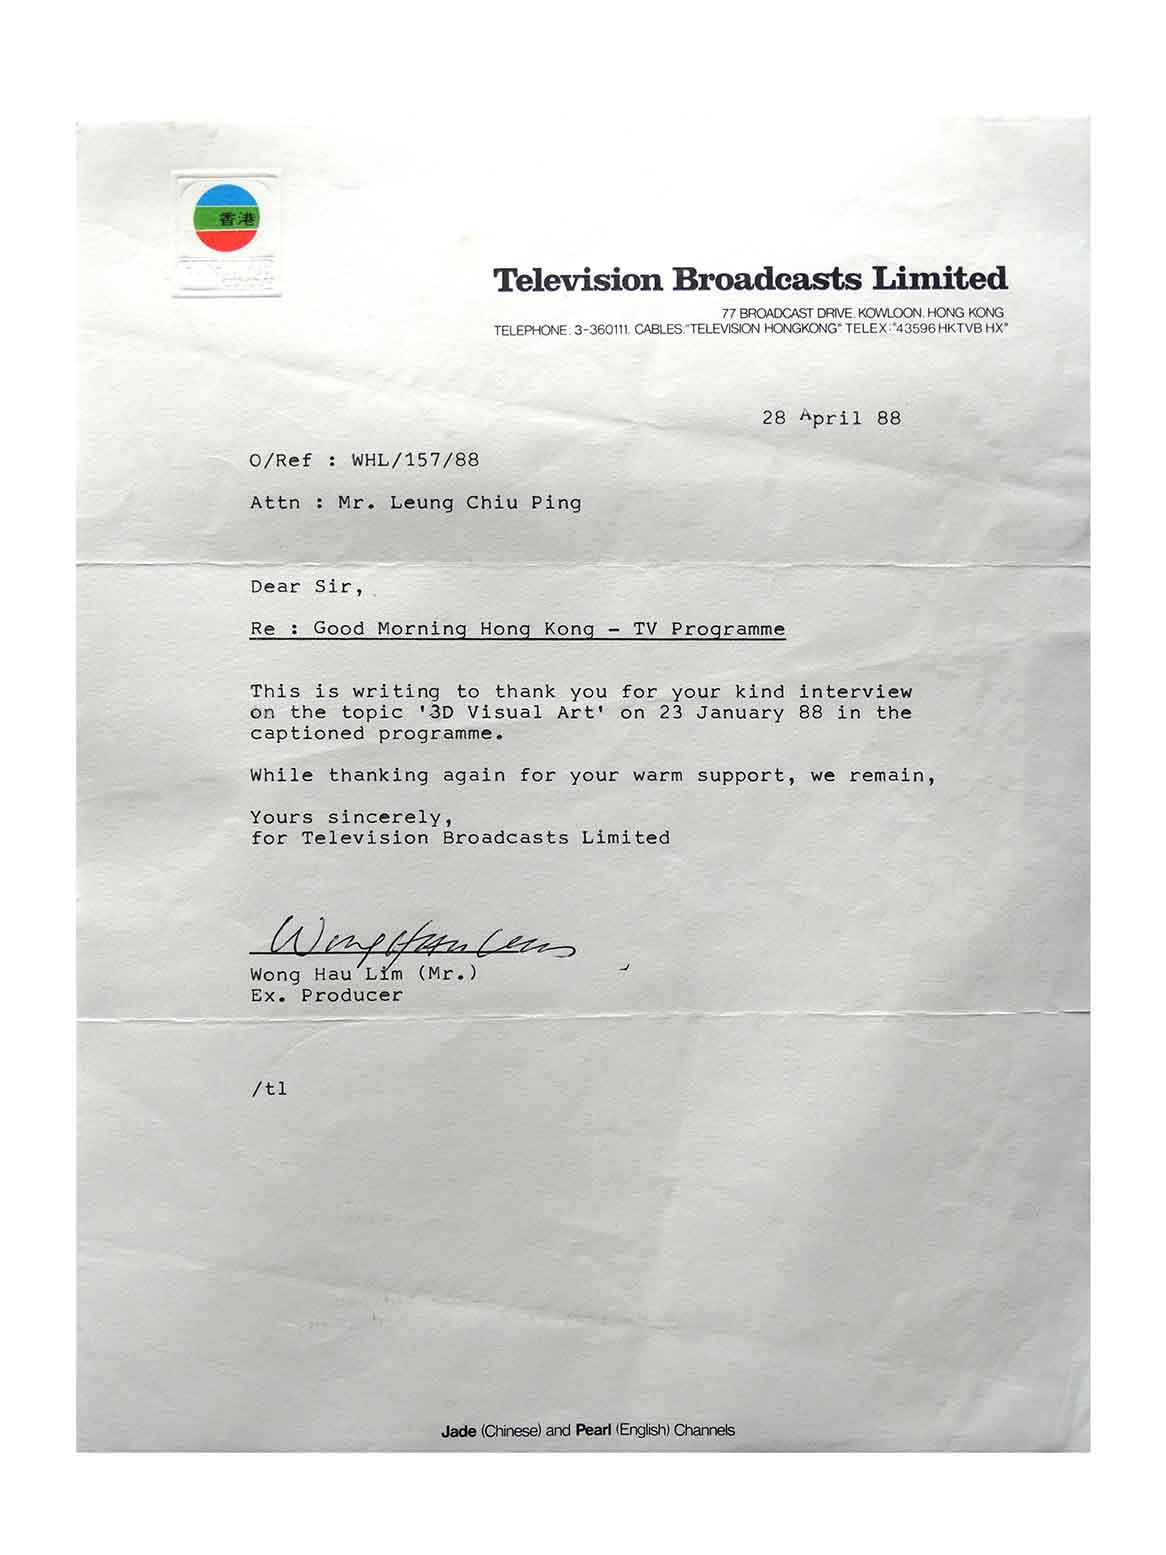 香港
Television Broadcasts Limited
77 BROADCAST DRIVE, KOWLOON, HONG KONG
TELEPHONE: 3-360111. CABLES:"TELEVISION HONGKONG" TELEX:"43596 HKTVB HX"
28 April 88
O/Ref : WHL/157/88
Attn : Mr. Leung Chiu Ping
Dear Sir,
Re : Good Morning Hong Kong - TV Programme
This is writing to thank you for your kind interview
on the topic '3D Visual Art' on 23 January 88 in the
captioned programme.
While thanking again for your warm support, we remain,
Yours sincerely,
for Television Broadcasts Limited
Wong Hau Lim
Wong Hau Lim (Mr.)
Ex. Producer
/tl
Jade (Chinese) and Pearl (English) Channels